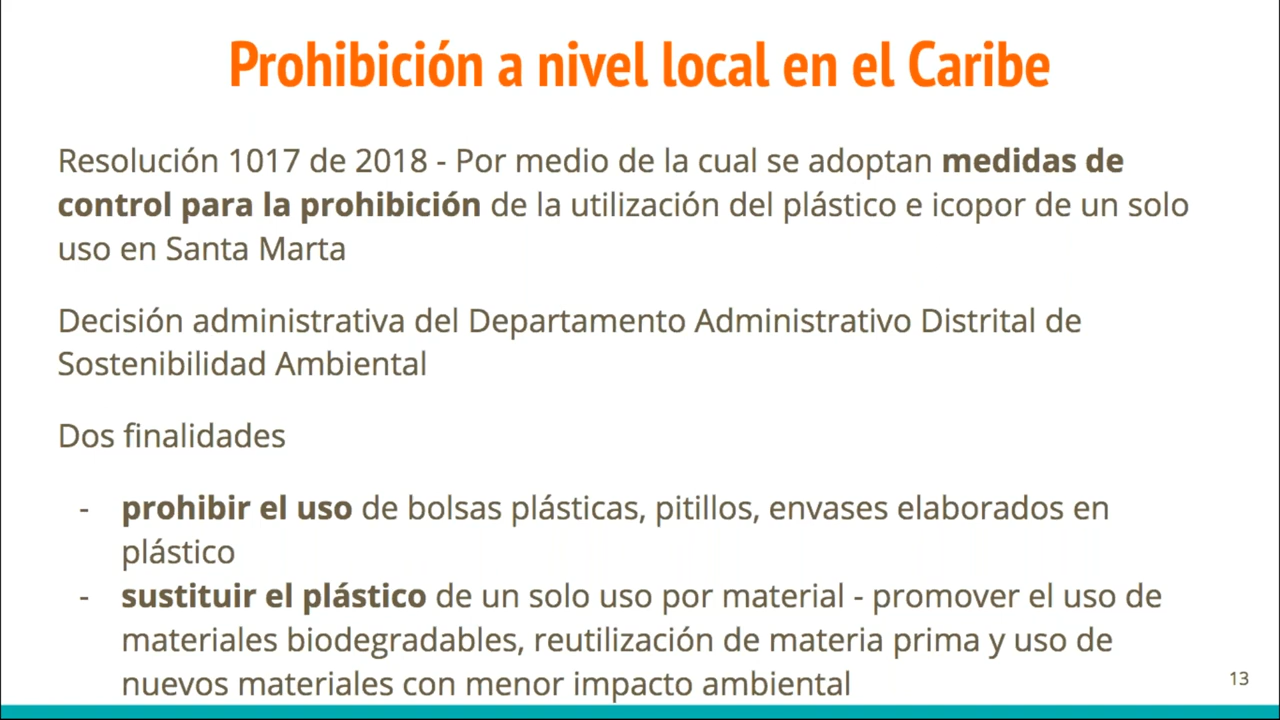 Prohibición a nivel local en el Caribe
Resolución 1017 de 2018 - Por medio de la cual se adoptan medidas de
control para la prohibición de la utilización del plástico e icopor de un solo
uso en Santa Marta
Decisión administrativa del Departamento Administrativo Distrital de
Sostenibilidad Ambiental
Dos finalidades
- prohibir el uso de bolsas plásticas, pitillos, envases elaborados en
plástico
- sustituir el plástico de un solo uso por material - promover el uso de
materiales biodegradables, reutilización de materia prima y uso de
nuevos materiales con menor impacto ambiental
13